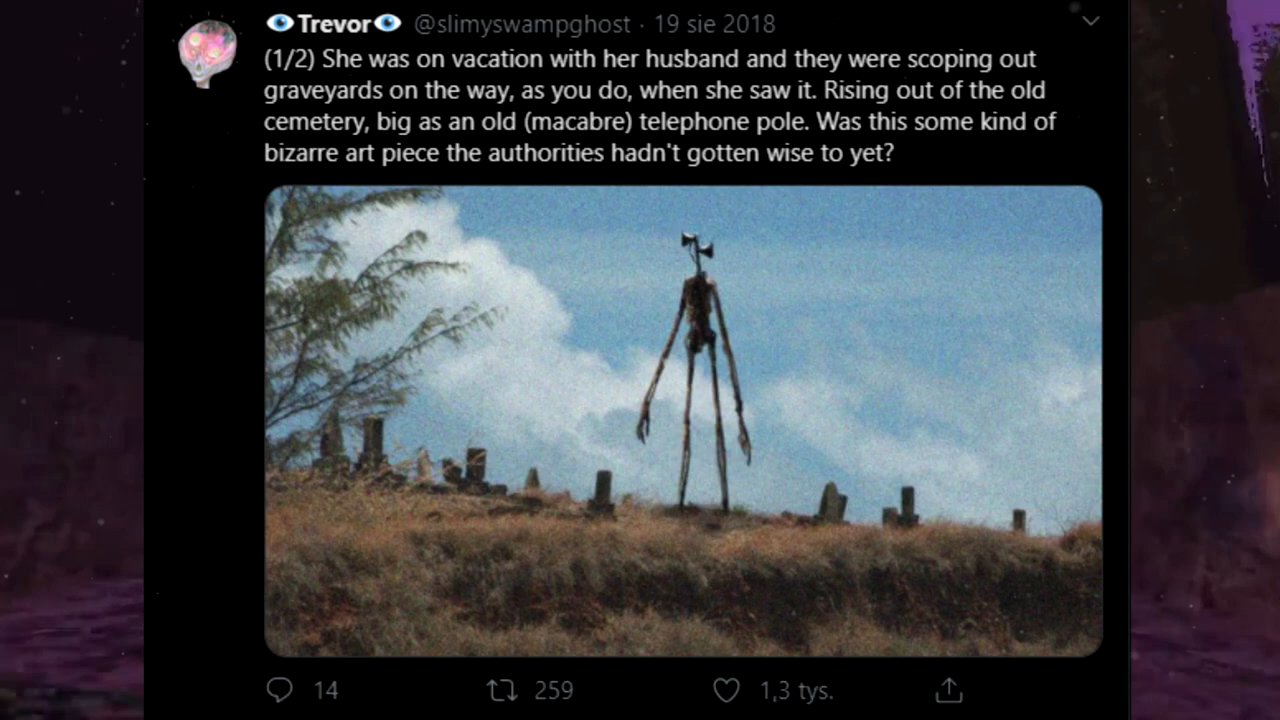 👁Trevor👁 @slimyswampghost · 19 sie 2018
(1/2) She was on vacation with her husband and they were scoping out
graveyards on the way, as you do, when she saw it. Rising out of the old
cemetery, big as an old (macabre) telephone pole. Was this some kind of
bizarre art piece the authorities hadn't gotten wise to yet?
14 259 1,3 tys.